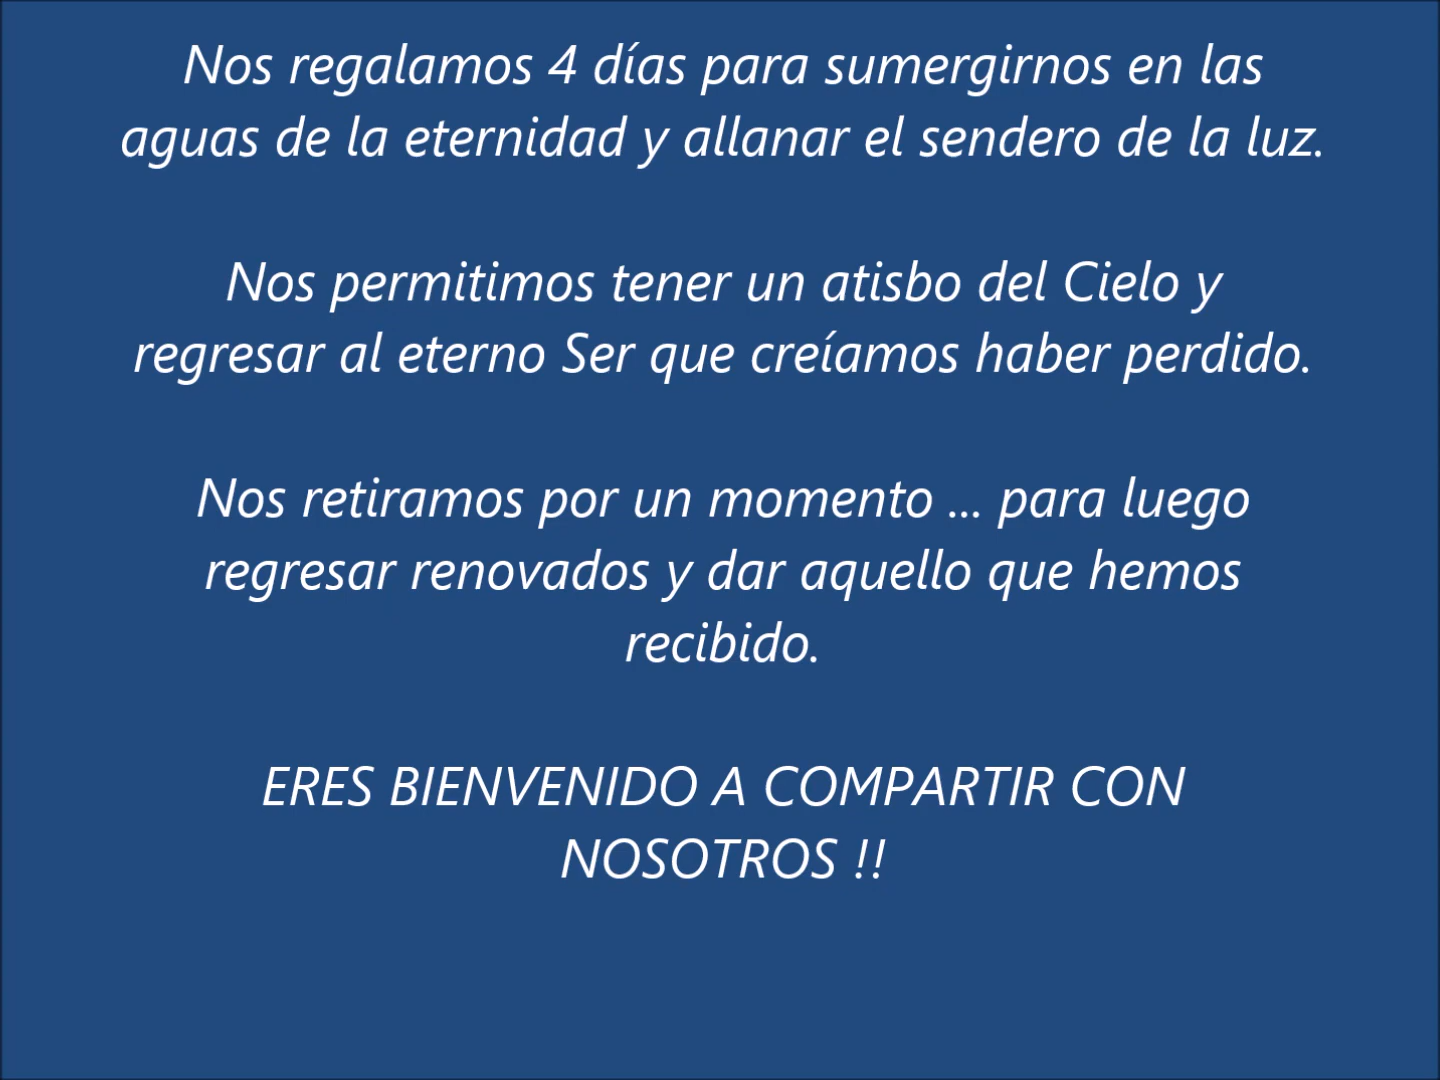 Nos regalamos 4 días para sumergirnos en las
aguas de la eternidad y allanar el sendero de la luz.
Nos permitimos tener un atisbo del Cielo y
regresar al eterno Ser que creíamos haber perdido.
Nos retiramos por un momento ... para luego
regresar renovados y dar aquello que hemos
recibido.
ERES BIENVENIDO A COMPARTIR CON
NOSOTROS !!